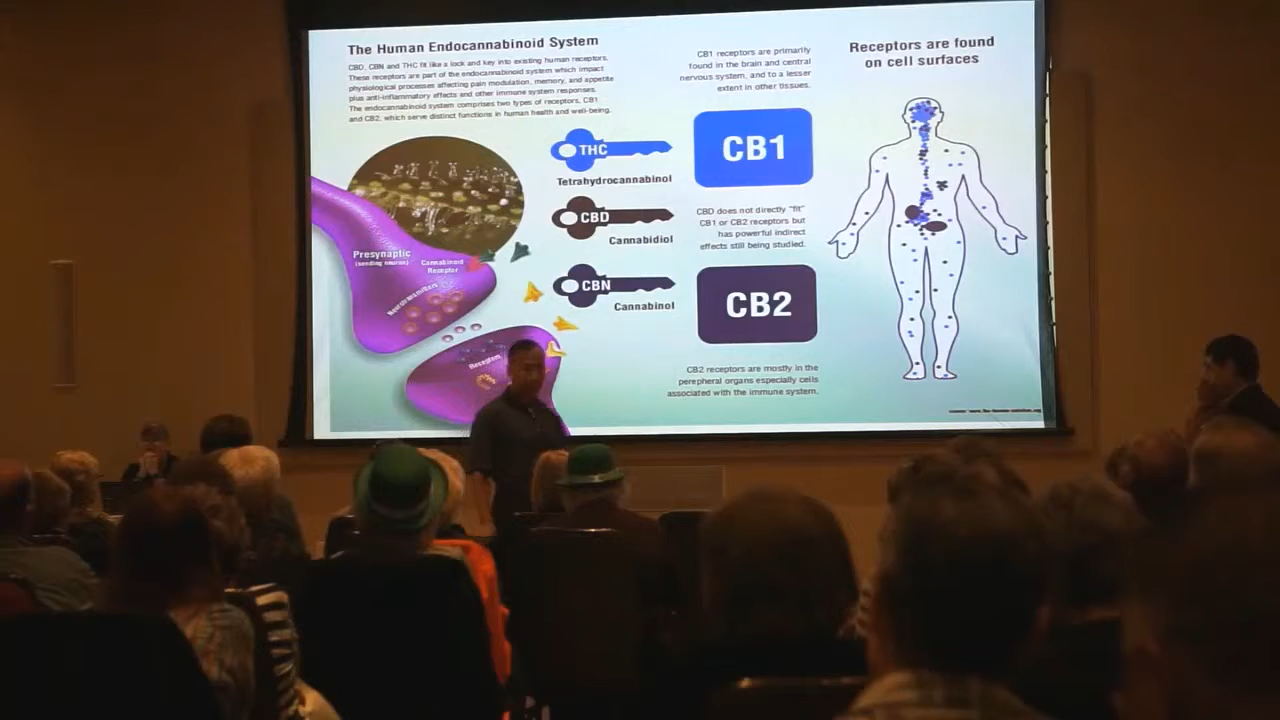 The Human Endocannabinoid System
CBD, CBN and THC fit like a lock and key into existing human receptors.
These receptors are part of the endocannabinoid system which impact
physiological processes affecting pain modulation, memory, and appetite
plus anti-inflammatory effects and other immune system responses.
The endocannabinoid system comprises two types of receptors, CB1
and CB2, which serve distinct functions in human health and well-being.
Presynaptic
(sending neuron)
Cannabinoid
Receptor
Neurotransmitters
Receptors
THC
Tetrahydrocannabinol
CBD
Cannabidiol
CBN
Cannabinol
CB1 receptors are primarily
found in the brain and central
nervous system, and to a lesser
extent in other tissues.
CB1
CBD does not directly "fit"
CB1 or CB2 receptors but
has powerful indirect
effects still being studied.
CB2
CB2 receptors are mostly in the
perepheral organs especially cells
associated with the immune system.
Receptors are found
on cell surfaces